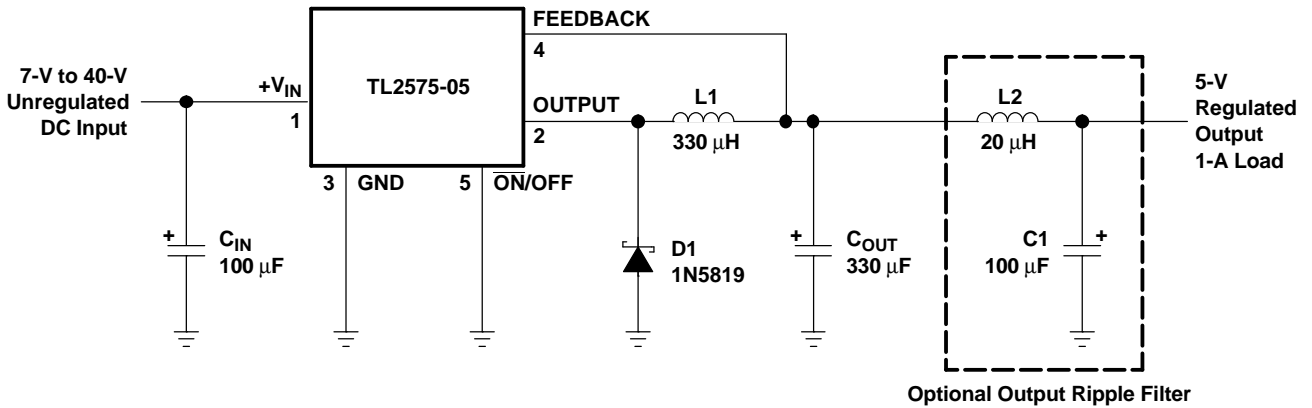 7-V to 40-V
Unregulated
DC Input
+VIN
1
TL2575-05
FEEDBACK
4
OUTPUT
2
3 GND
5 O̅N̅/OFF
+ CIN
100 μF
L1
330 μH
D1
1N5819
+ COUT
330 μF
L2
20 μH
C1 +
100 μF
5-V
Regulated
Output
1-A Load
Optional Output Ripple Filter